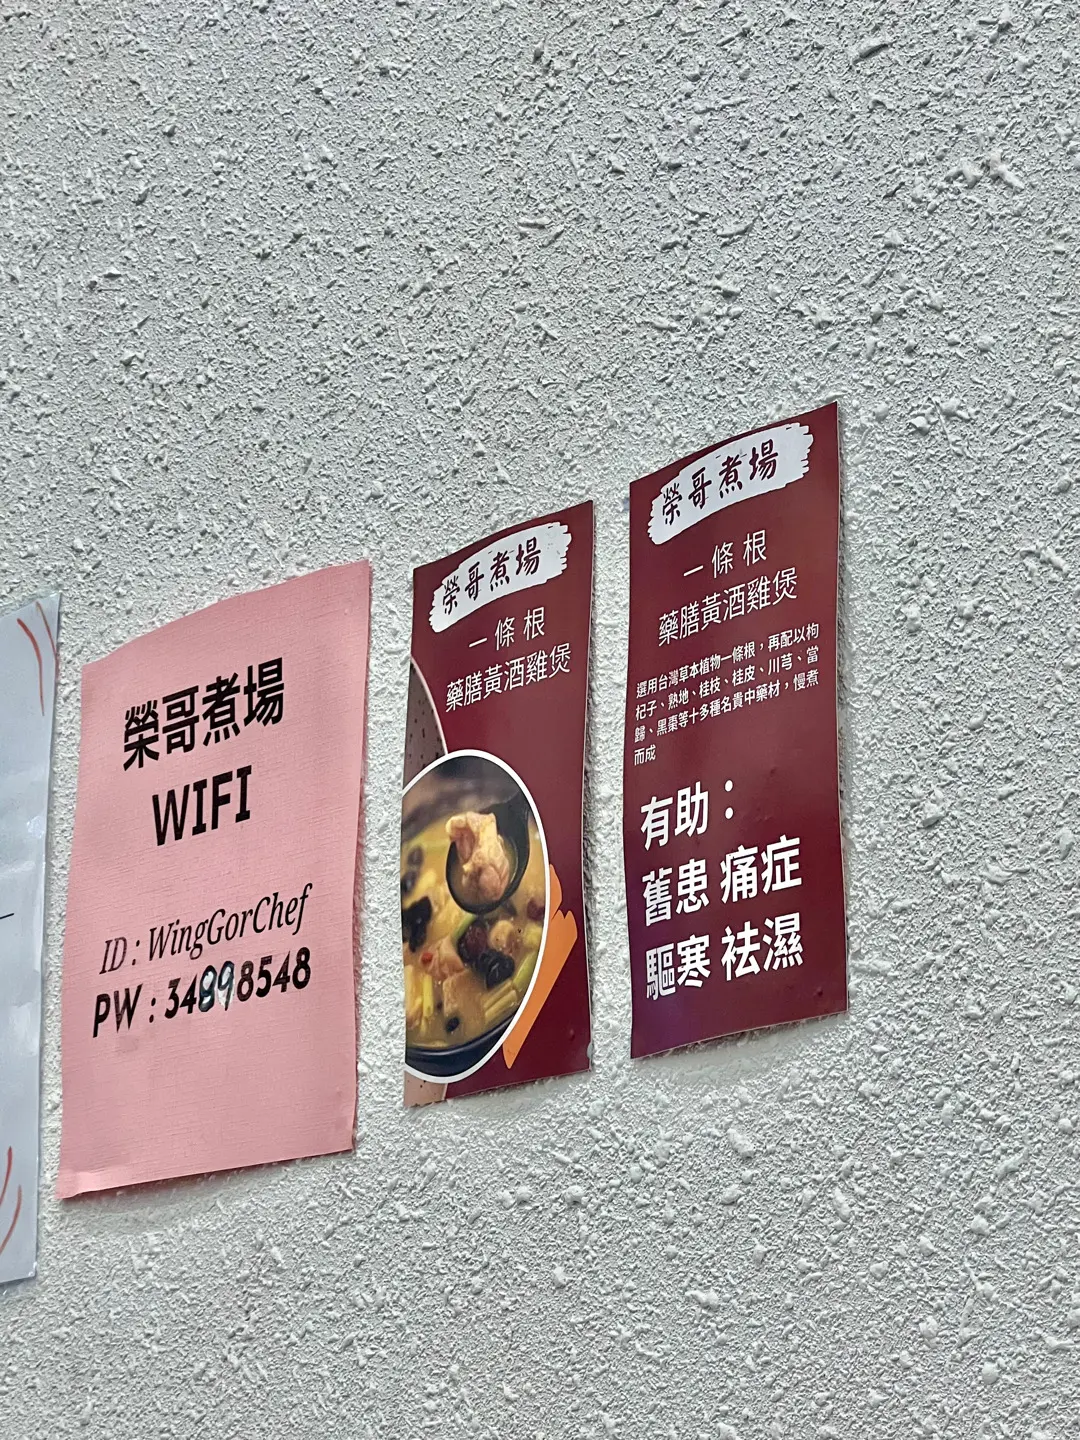 榮哥煮場
WIFI
ID : WingGorChef
PW : 34898548
榮哥煮場
一條根
藥膳黃酒雞煲
榮哥煮場
一條根
藥膳黃酒雞煲
選用台灣草本植物一條根，再配以枸
杞子、熟地、桂枝、桂皮、川芎、當
歸、黑棗等十多種名貴中藥材，慢煮
而成
有助：
舊患 痛症
驅寒 祛濕